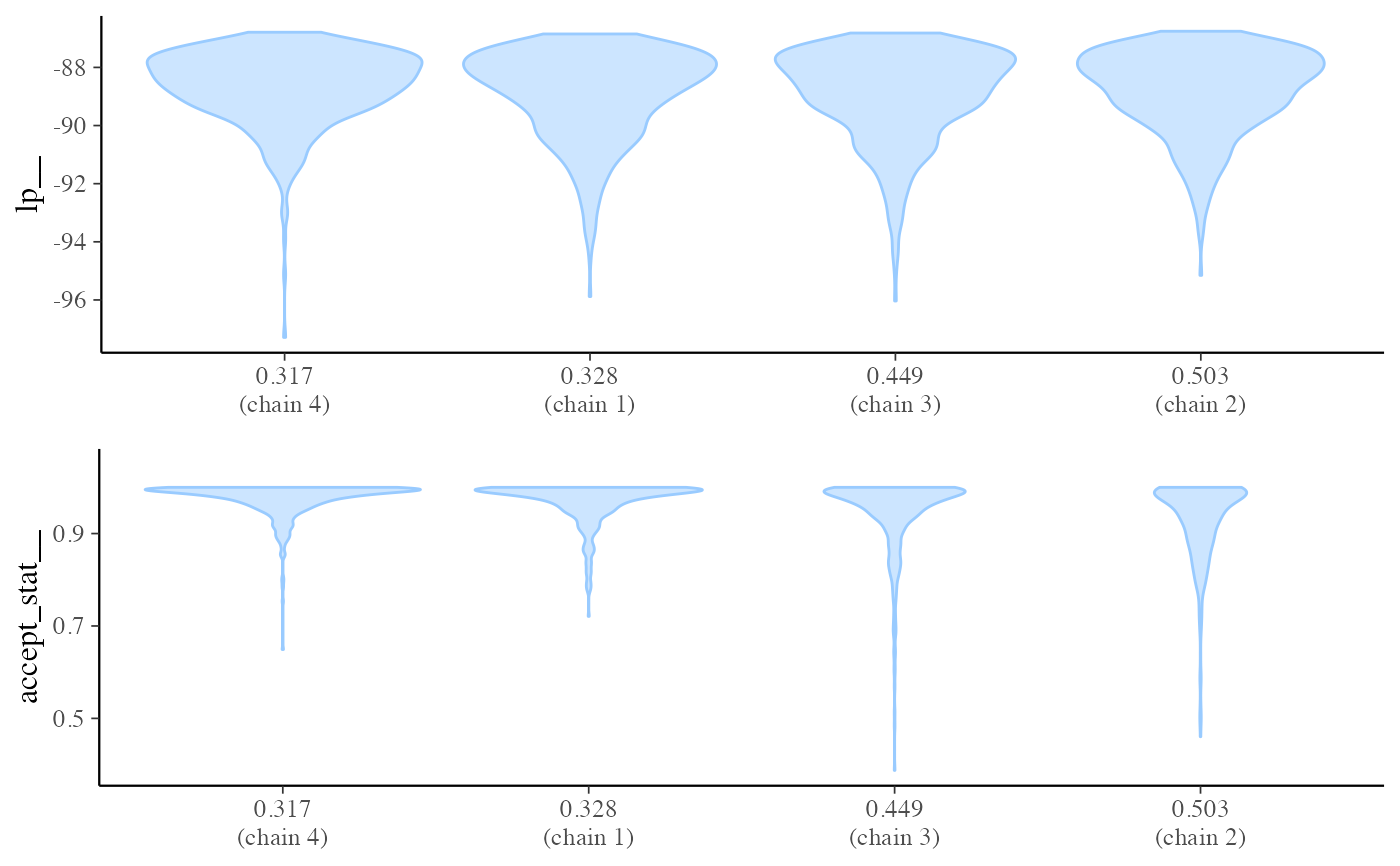 lp__
-88
-90
-92
-94
-96
0.317 0.328 0.449 0.503
(chain 4) (chain 1) (chain 3) (chain 2)
accept_stat__
0.9
0.7
0.5
0.317 0.328 0.449 0.503
(chain 4) (chain 1) (chain 3) (chain 2)